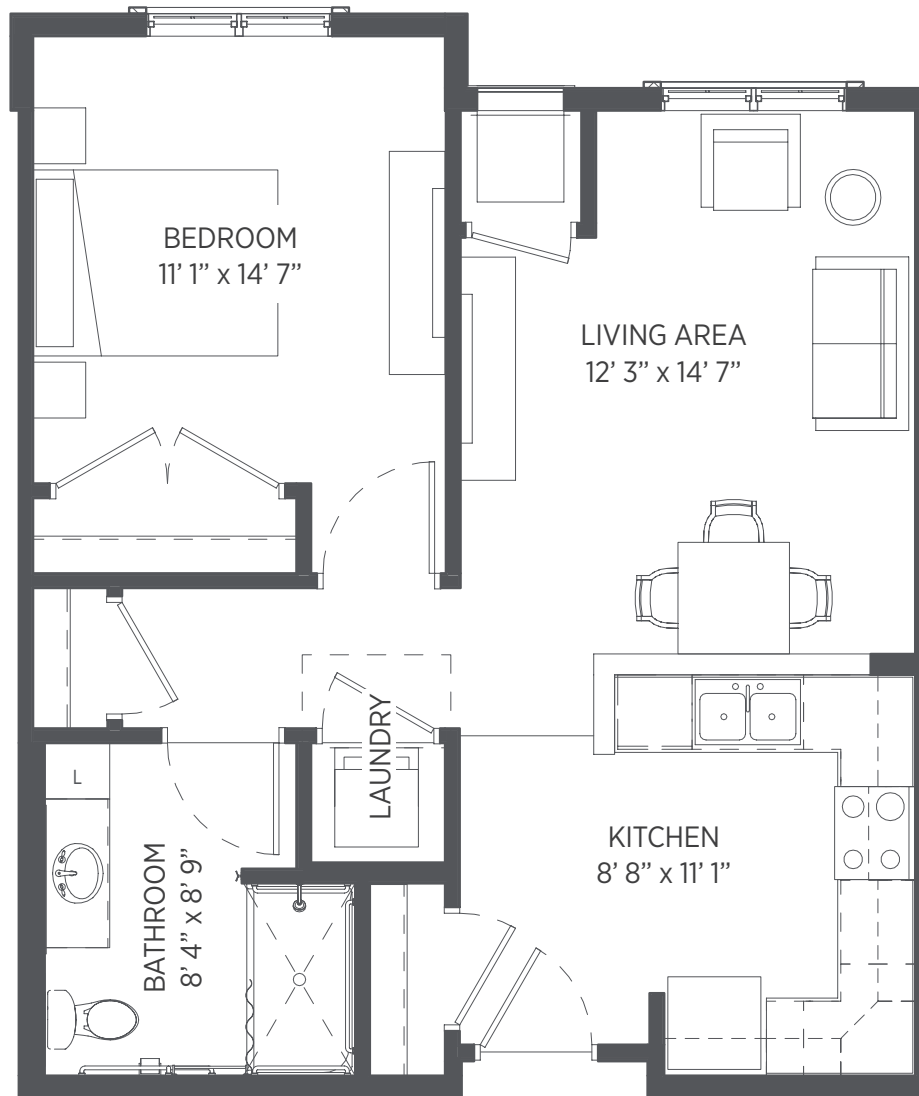 BEDROOM
11’ 1” x 14’ 7”
LIVING AREA
12’ 3” x 14’ 7”
LAUNDRY
L
KITCHEN
8’ 8” x 11’ 1”
BATHROOM
8’ 4” x 8’ 9”